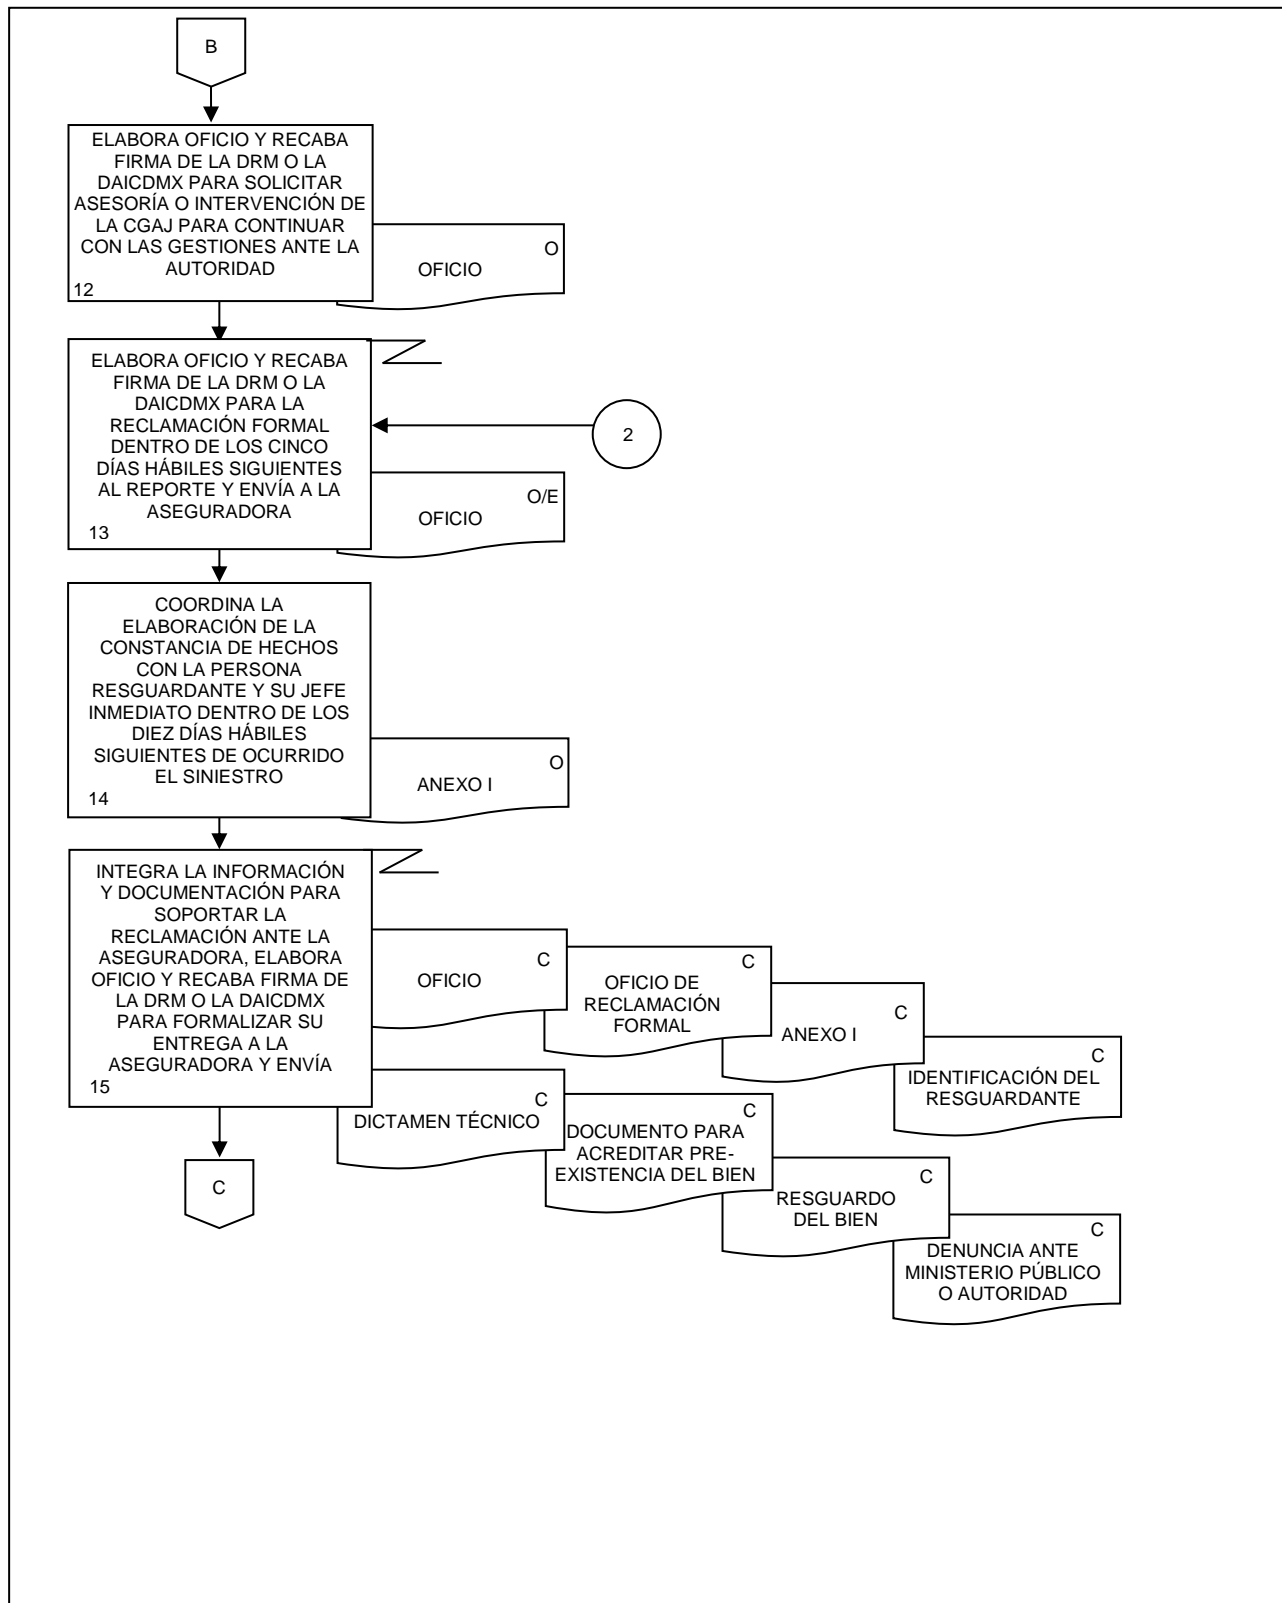 B
ELABORA OFICIO Y RECABA
FIRMA DE LA DRM O LA
DAICDMX PARA SOLICITAR
ASESORÍA O INTERVENCIÓN DE
LA CGAJ PARA CONTINUAR
CON LAS GESTIONES ANTE LA
AUTORIDAD
12
O
OFICIO
ELABORA OFICIO Y RECABA
FIRMA DE LA DRM O LA
DAICDMX PARA LA
RECLAMACIÓN FORMAL
DENTRO DE LOS CINCO
DÍAS HÁBILES SIGUIENTES
AL REPORTE Y ENVÍA A LA
ASEGURADORA
13
2
O/E
OFICIO
COORDINA LA
ELABORACIÓN DE LA
CONSTANCIA DE HECHOS
CON LA PERSONA
RESGUARDANTE Y SU JEFE
INMEDIATO DENTRO DE LOS
DIEZ DÍAS HÁBILES
SIGUIENTES DE OCURRIDO
EL SINIESTRO
14
O
ANEXO I
INTEGRA LA INFORMACIÓN
Y DOCUMENTACIÓN PARA
SOPORTAR LA
RECLAMACIÓN ANTE LA
ASEGURADORA, ELABORA
OFICIO Y RECABA FIRMA DE
LA DRM O LA DAICDMX
PARA FORMALIZAR SU
ENTREGA A LA
ASEGURADORA Y ENVÍA
15
C
OFICIO
C
OFICIO DE
RECLAMACIÓN
FORMAL
C
ANEXO I
C
IDENTIFICACIÓN DEL
RESGUARDANTE
C
DICTAMEN TÉCNICO
C
DOCUMENTO PARA
ACREDITAR PRE-
EXISTENCIA DEL BIEN
C
RESGUARDO
DEL BIEN
C
DENUNCIA ANTE
MINISTERIO PÚBLICO
O AUTORIDAD
C